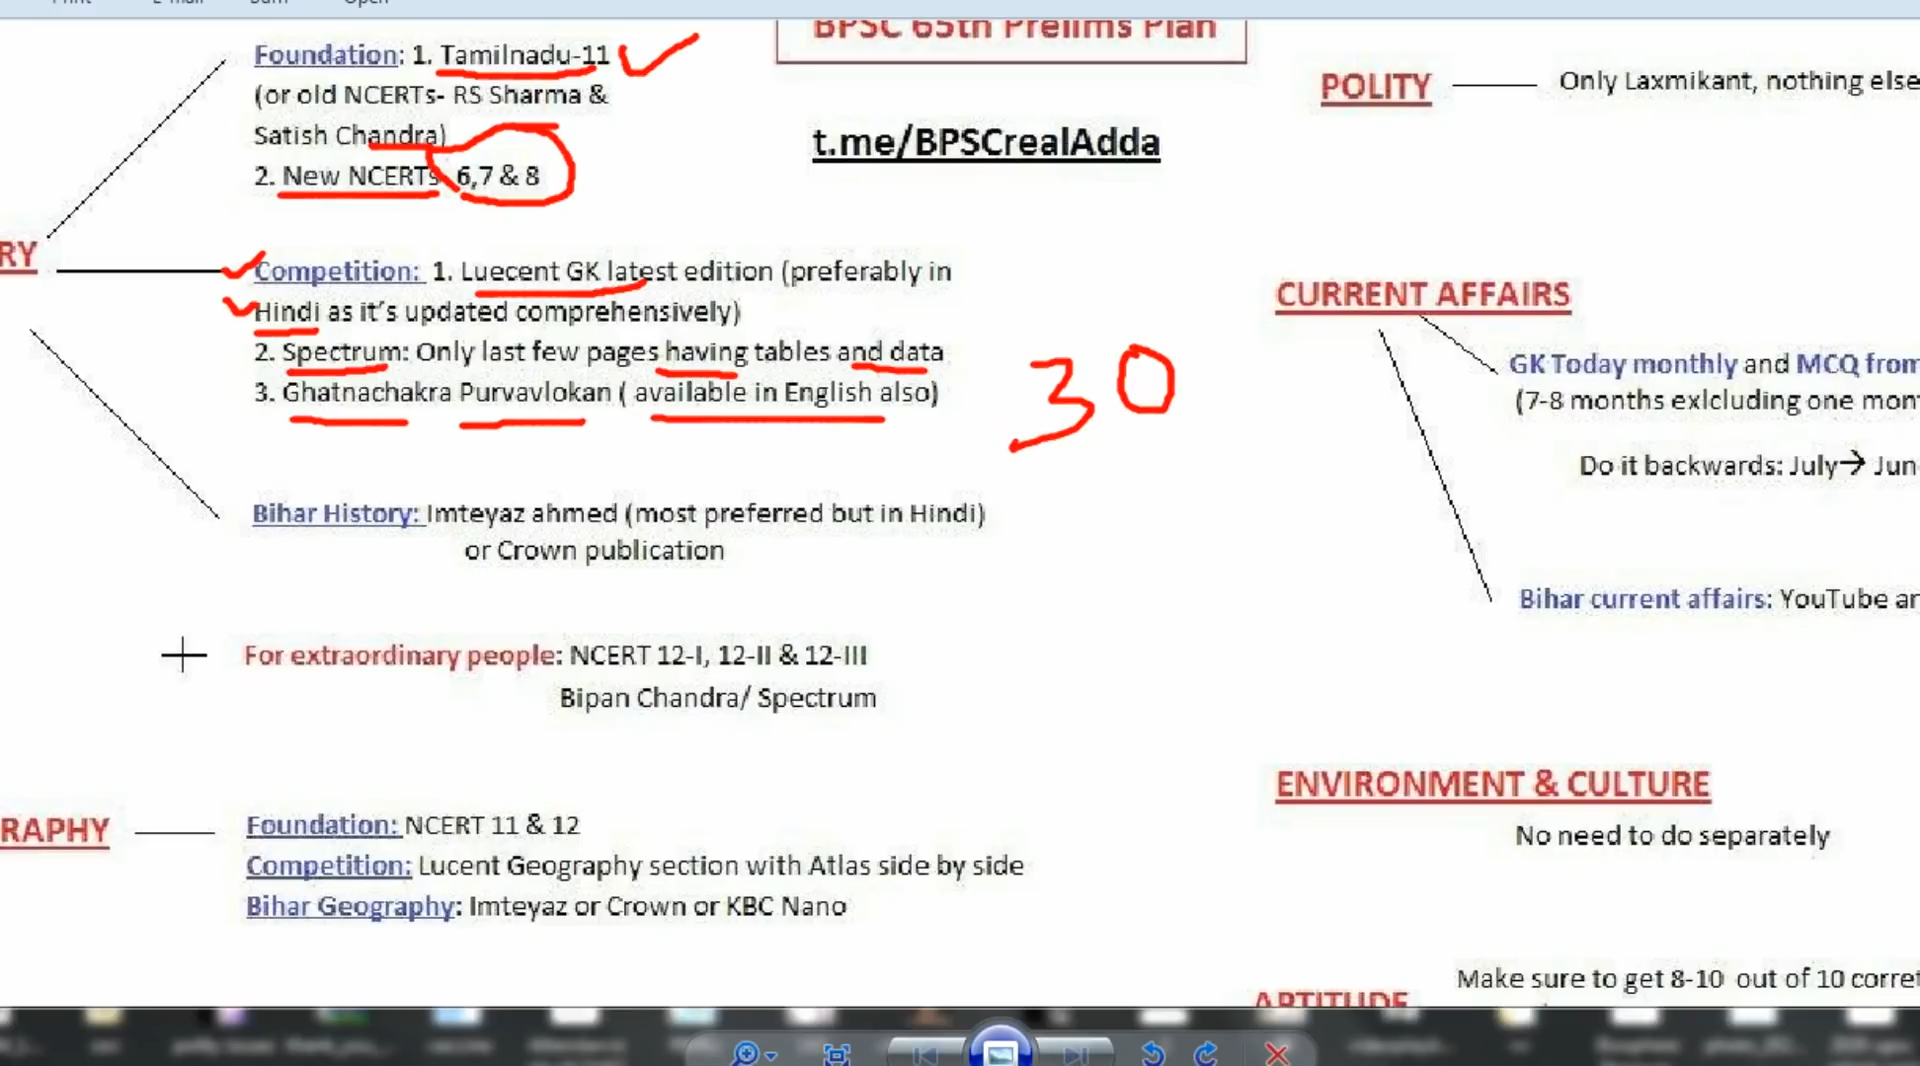 Print E-mail Burn Open
BPSC 65th Prelims Plan
t.me/BPSCrealAdda
RY
Foundation: 1. Tamilnadu-11
(or old NCERTs- RS Sharma &
Satish Chandra)
2. New NCERTs 6,7 & 8
Competition: 1. Luecent GK latest edition (preferably in
Hindi as it's updated comprehensively)
2. Spectrum: Only last few pages having tables and data
3. Ghatnachakra Purvavlokan ( available in English also)
30
Bihar History: Imteyaz ahmed (most preferred but in Hindi)
or Crown publication
For extraordinary people: NCERT 12-I, 12-II & 12-III
Bipan Chandra/ Spectrum
RAPHY
Foundation: NCERT 11 & 12
Competition: Lucent Geography section with Atlas side by side
Bihar Geography: Imteyaz or Crown or KBC Nano
POLITY
Only Laxmikant, nothing else
CURRENT AFFAIRS
GK Today monthly and MCQ from
(7-8 months exlcluding one mon
Do it backwards: July→ Jun
Bihar current affairs: YouTube an
ENVIRONMENT & CULTURE
No need to do separately
APTITUDE
Make sure to get 8-10 out of 10 corret